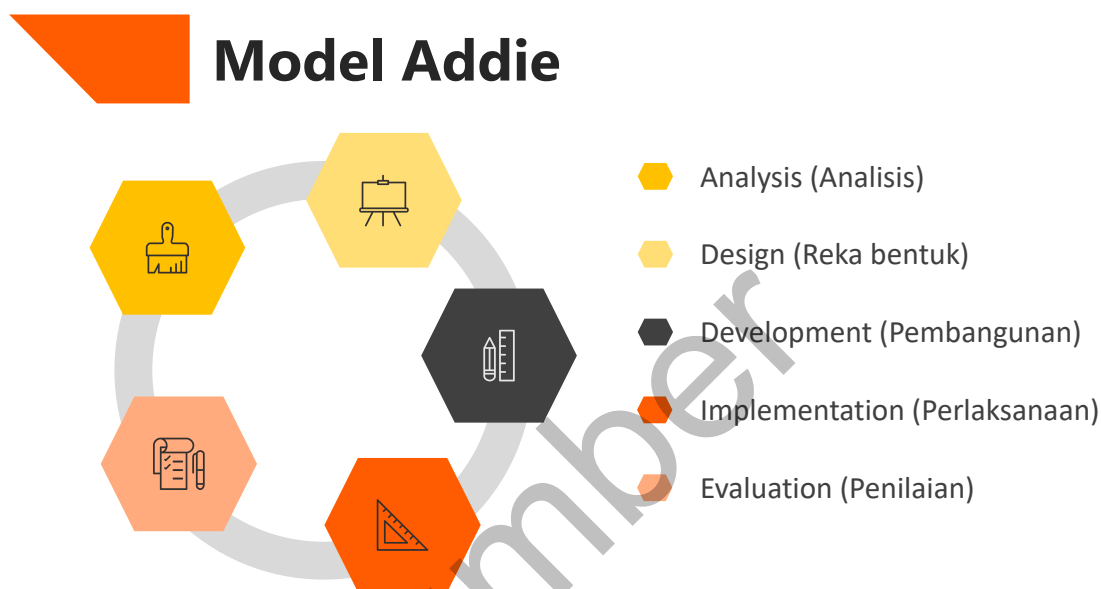 Model Addie
Analysis (Analisis)
Design (Reka bentuk)
Development (Pembangunan)
Implementation (Perlaksanaan)
Evaluation (Penilaian)